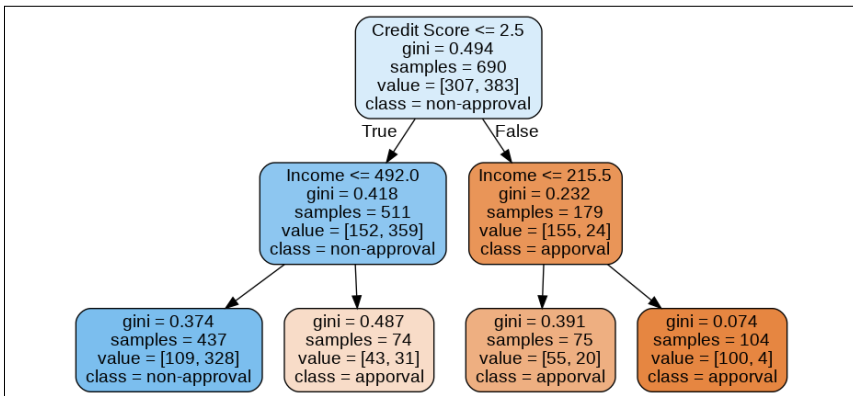 Credit Score <= 2.5
gini = 0.494
samples = 690
value = [307, 383]
class = non-approval
True
False
Income <= 492.0
gini = 0.418
samples = 511
value = [152, 359]
class = non-approval
Income <= 215.5
gini = 0.232
samples = 179
value = [155, 24]
class = apporval
gini = 0.374
samples = 437
value = [109, 328]
class = non-approval
gini = 0.487
samples = 74
value = [43, 31]
class = apporval
gini = 0.391
samples = 75
value = [55, 20]
class = apporval
gini = 0.074
samples = 104
value = [100, 4]
class = apporval